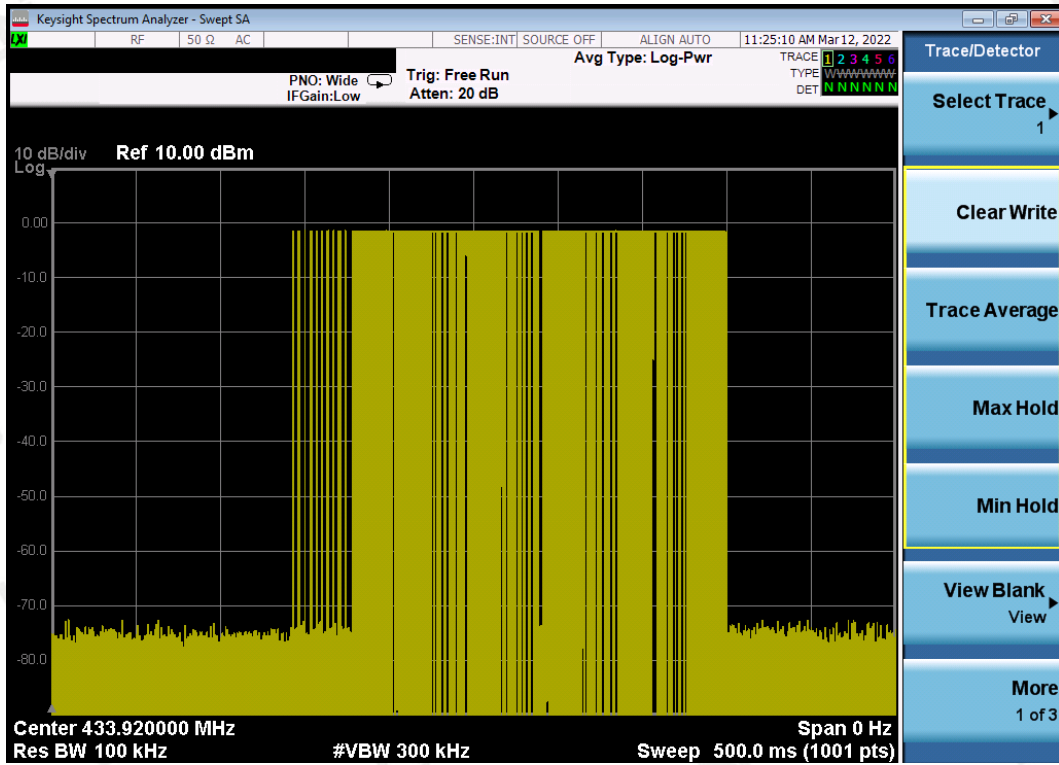 Keysight Spectrum Analyzer - Swept SA
LXI RF 50 Ω AC SENSE:INT SOURCE OFF ALIGN AUTO 11:25:10 AM Mar 12, 2022
Avg Type: Log-Pwr
TRACE 1 2 3 4 5 6
PNO: Wide Trig: Free Run
TYPE WWWWWW
IFGain:Low Atten: 20 dB
DET N N N N N N
10 dB/div Ref 10.00 dBm
Log
0.00
-10.0
-20.0
-30.0
-40.0
-50.0
-60.0
-70.0
-80.0
Center 433.920000 MHz Span 0 Hz
Res BW 100 kHz #VBW 300 kHz Sweep 500.0 ms (1001 pts)
Trace/Detector
Select Trace
1
Clear Write
Trace Average
Max Hold
Min Hold
View Blank
View
More
1 of 3